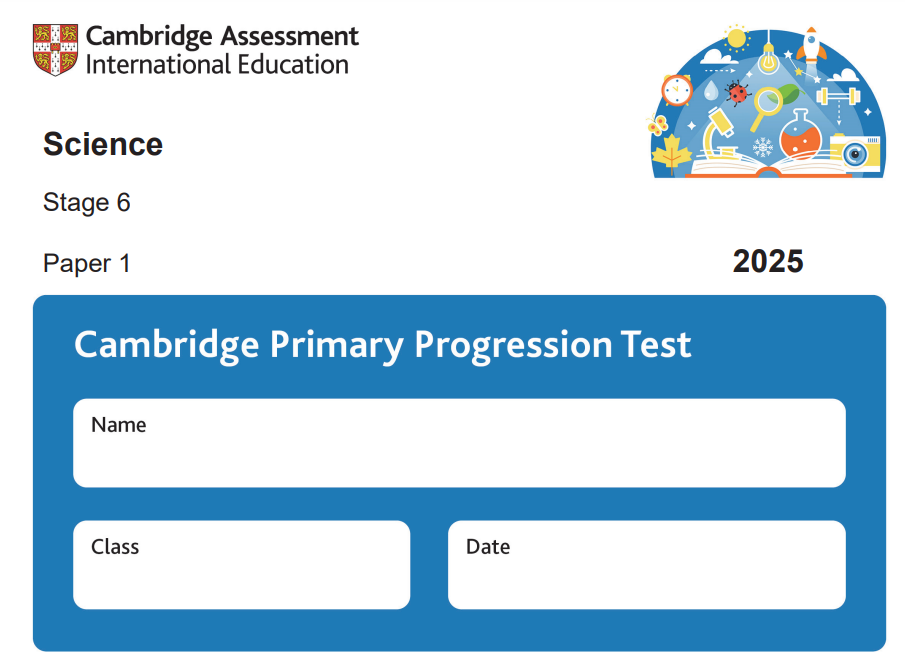 Cambridge Assessment
International Education
Science
Stage 6
Paper 1
2025
Cambridge Primary Progression Test
Name
Class
Date